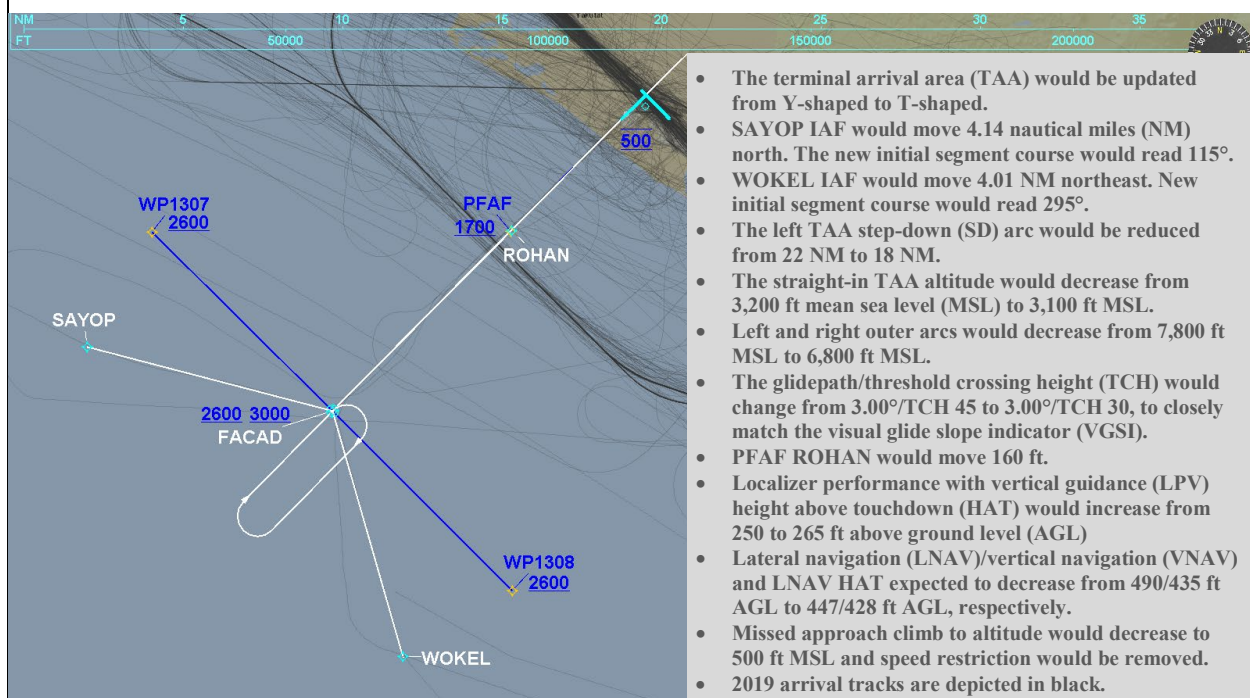 NM 5 10 15 20 25 30 35
FT 50000 100000 150000 200000
500
WP1307
2600
PFAF
1700
ROHAN
SAYOP
2600 3000
FACAD
WP1308
2600
WOKEL
• The terminal arrival area (TAA) would be updated
from Y-shaped to T-shaped.
• SAYOP IAF would move 4.14 nautical miles (NM)
north. The new initial segment course would read 115°.
• WOKEL IAF would move 4.01 NM northeast. New
initial segment course would read 295°.
• The left TAA step-down (SD) arc would be reduced
from 22 NM to 18 NM.
• The straight-in TAA altitude would decrease from
3,200 ft mean sea level (MSL) to 3,100 ft MSL.
• Left and right outer arcs would decrease from 7,800 ft
MSL to 6,800 ft MSL.
• The glidepath/threshold crossing height (TCH) would
change from 3.00°/TCH 45 to 3.00°/TCH 30, to closely
match the visual glide slope indicator (VGSI).
• PFAF ROHAN would move 160 ft.
• Localizer performance with vertical guidance (LPV)
height above touchdown (HAT) would increase from
250 to 265 ft above ground level (AGL)
• Lateral navigation (LNAV)/vertical navigation (VNAV)
and LNAV HAT expected to decrease from 490/435 ft
AGL to 447/428 ft AGL, respectively.
• Missed approach climb to altitude would decrease to
500 ft MSL and speed restriction would be removed.
• 2019 arrival tracks are depicted in black.